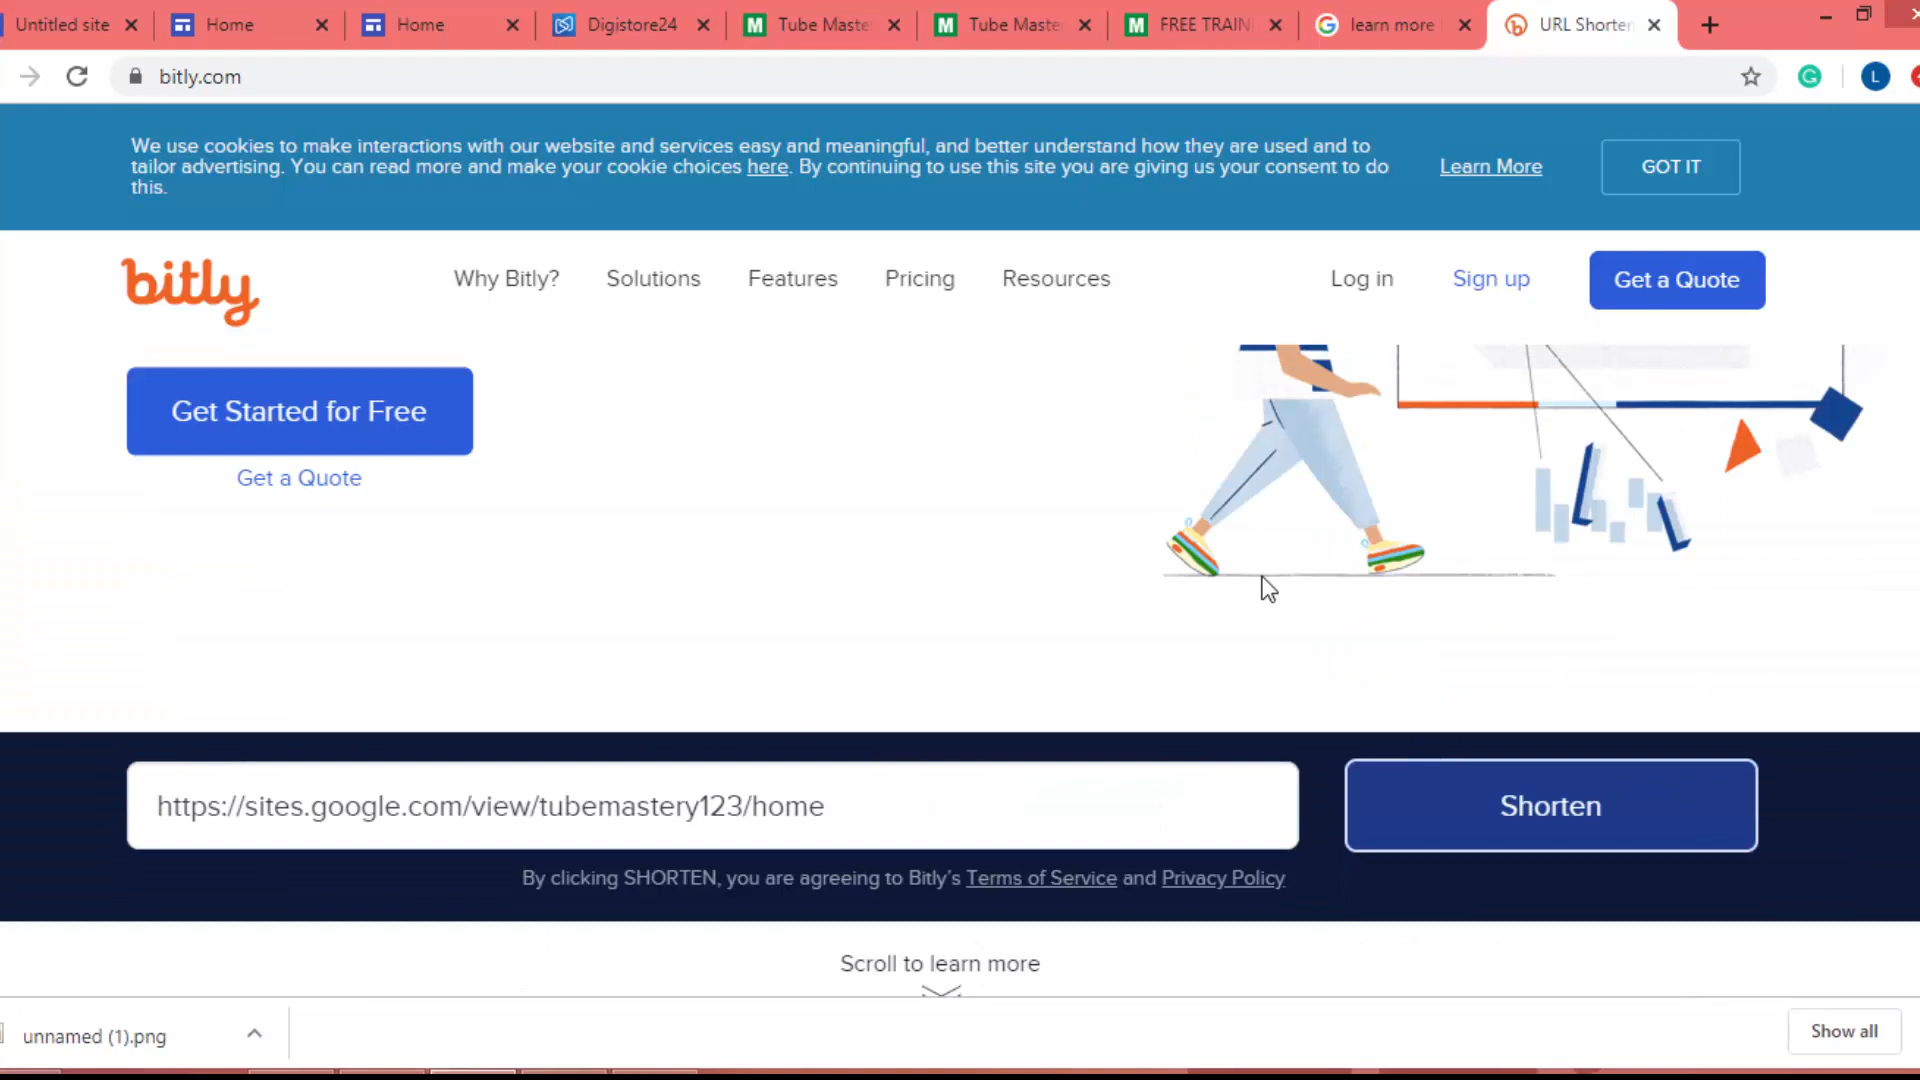 Untitled site
Home
Home
Digistore24
Tube Maste
Tube Maste
FREE TRAIN
learn more
URL Shorten
bitly.com
L
We use cookies to make interactions with our website and services easy and meaningful, and better understand how they are used and to
tailor advertising. You can read more and make your cookie choices here. By continuing to use this site you are giving us your consent to do
this.
Learn More
GOT IT
bitly
Why Bitly?
Solutions
Features
Pricing
Resources
Log in
Sign up
Get a Quote
Get Started for Free
Get a Quote
https://sites.google.com/view/tubemastery123/home
Shorten
By clicking SHORTEN, you are agreeing to Bitly’s Terms of Service and Privacy Policy
Scroll to learn more
unnamed (1).png
Show all